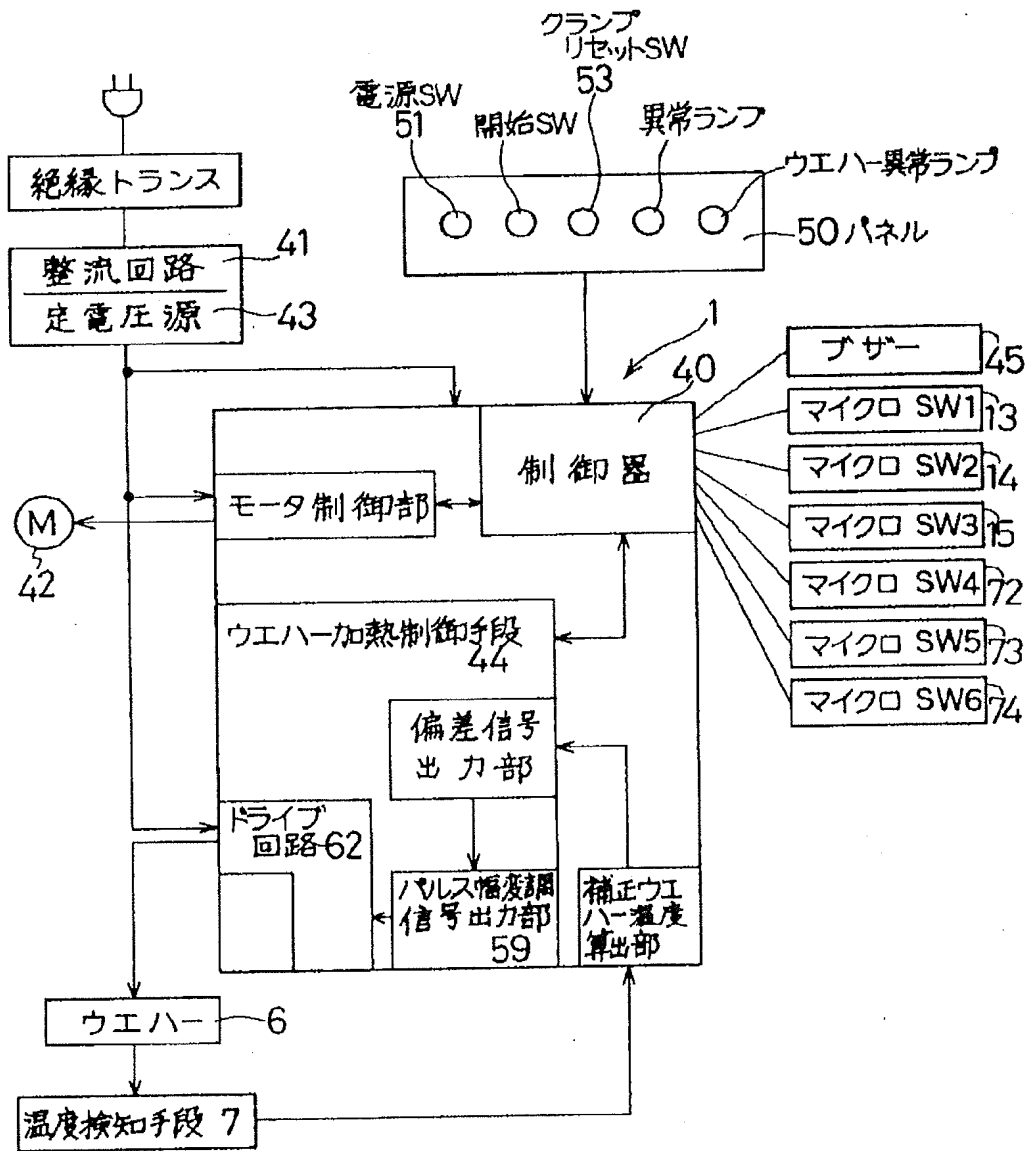 クランプ
リセットSW
53
電源SW
51
開始SW
異常ランプ
ウエハー異常ランプ
50パネル
絶縁トランス
整流回路
41
定電圧源
43
1
40
制御器
ブザー
45
マイクロ SW1
13
マイクロ SW2
14
マイクロ SW3
15
マイクロ SW4
72
マイクロ SW5
73
マイクロ SW6
74
モータ制御部
M
42
ウエハー加熱制御手段
44
偏差信号
出力部
ドライブ
回路
62
パルス幅変調
信号出力部
59
補正ウエ
ハー温度
算出部
ウエハー
6
温度検知手段 7